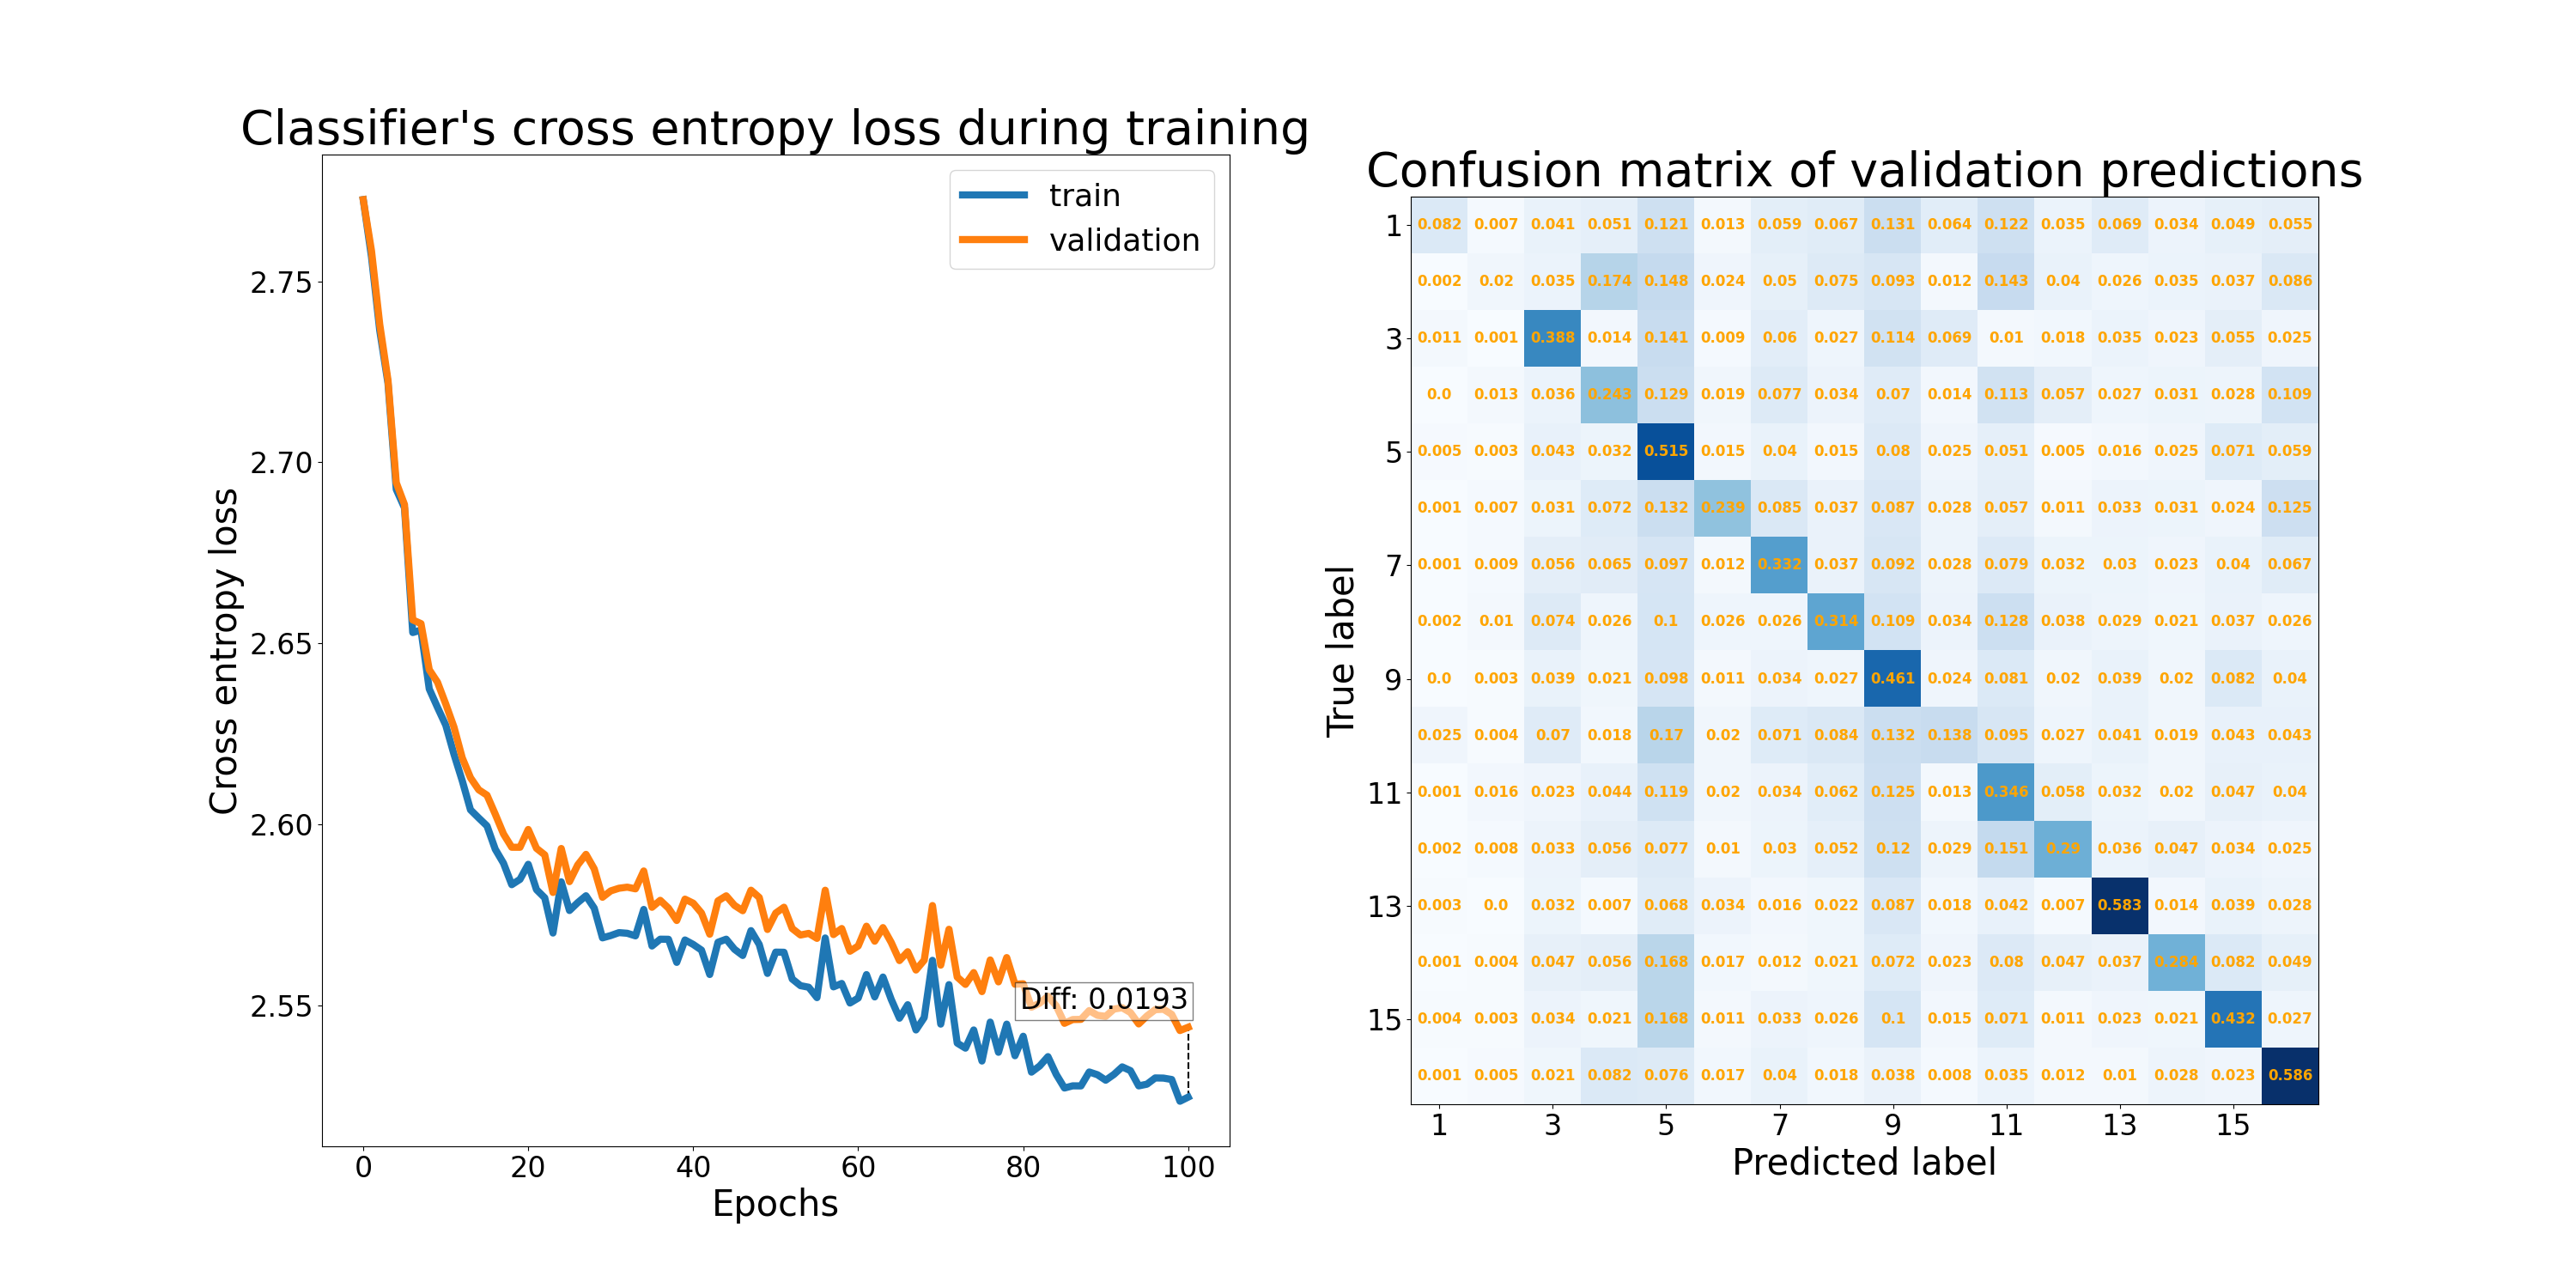 Classifier's cross entropy loss during training
train
validation
2.75
2.70
2.65
2.60
2.55
Cross entropy loss
Diff: 0.0193
0 20 40 60 80 100
Epochs
Confusion matrix of validation predictions
True label
1 0.082 0.007 0.041 0.051 0.121 0.013 0.059 0.067 0.131 0.064 0.122 0.035 0.069 0.034 0.049 0.055
0.002 0.02 0.035 0.174 0.148 0.024 0.05 0.075 0.093 0.012 0.143 0.04 0.026 0.035 0.037 0.086
3 0.011 0.001 0.388 0.014 0.141 0.009 0.06 0.027 0.114 0.069 0.01 0.018 0.035 0.023 0.055 0.025
0.0 0.013 0.036 0.243 0.129 0.019 0.077 0.034 0.07 0.014 0.113 0.057 0.027 0.031 0.028 0.109
5 0.005 0.003 0.043 0.032 0.515 0.015 0.04 0.015 0.08 0.025 0.051 0.005 0.016 0.025 0.071 0.059
0.001 0.007 0.031 0.072 0.132 0.239 0.085 0.037 0.087 0.028 0.057 0.011 0.033 0.031 0.024 0.125
7 0.001 0.009 0.056 0.065 0.097 0.012 0.332 0.037 0.092 0.028 0.079 0.032 0.03 0.023 0.04 0.067
0.002 0.01 0.074 0.026 0.1 0.026 0.026 0.314 0.109 0.034 0.128 0.038 0.029 0.021 0.037 0.026
9 0.0 0.003 0.039 0.021 0.098 0.011 0.034 0.027 0.461 0.024 0.081 0.02 0.039 0.02 0.082 0.04
0.025 0.004 0.07 0.018 0.17 0.02 0.071 0.084 0.132 0.138 0.095 0.027 0.041 0.019 0.043 0.043
11 0.001 0.016 0.023 0.044 0.119 0.02 0.034 0.062 0.125 0.013 0.346 0.058 0.032 0.02 0.047 0.04
0.002 0.008 0.033 0.056 0.077 0.01 0.03 0.052 0.12 0.029 0.151 0.29 0.036 0.047 0.034 0.025
13 0.003 0.0 0.032 0.007 0.068 0.034 0.016 0.022 0.087 0.018 0.042 0.007 0.583 0.014 0.039 0.028
0.001 0.004 0.047 0.056 0.168 0.017 0.012 0.021 0.072 0.023 0.08 0.047 0.037 0.284 0.082 0.049
15 0.004 0.003 0.034 0.021 0.168 0.011 0.033 0.026 0.1 0.015 0.071 0.011 0.023 0.021 0.432 0.027
0.001 0.005 0.021 0.082 0.076 0.017 0.04 0.018 0.038 0.008 0.035 0.012 0.01 0.028 0.023 0.586
1 3 5 7 9 11 13 15
Predicted label